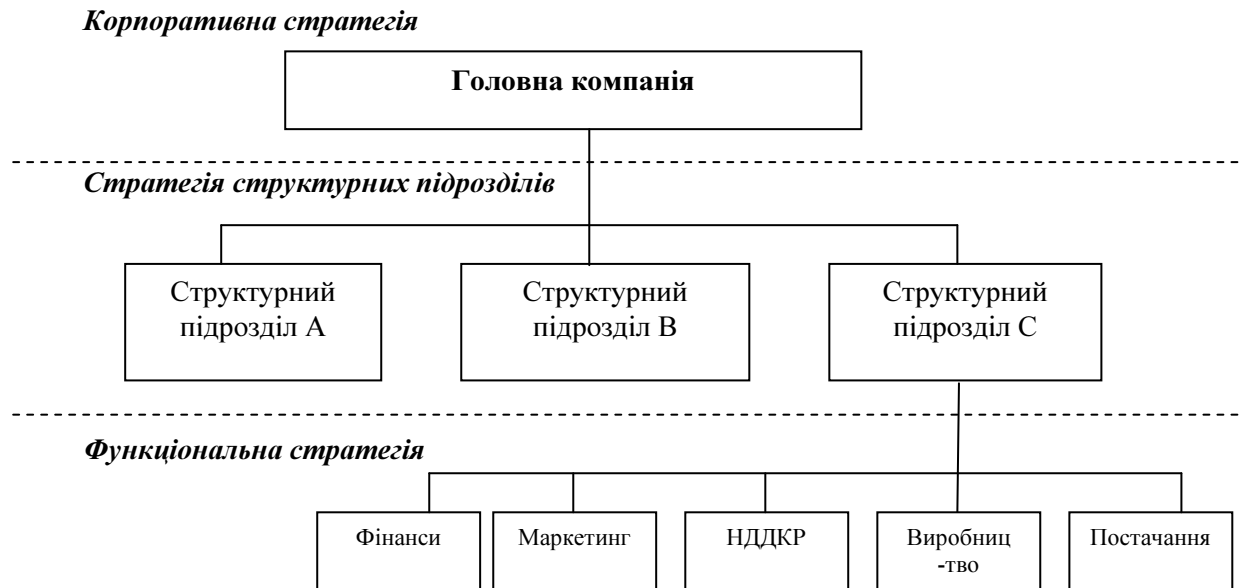 Корпоративна стратегія
Головна компанія
Стратегія структурних підрозділів
Структурний
підрозділ А
Структурний
підрозділ В
Структурний
підрозділ С
Функціональна стратегія
Фінанси
Маркетинг
НДДКР
Виробниц
-тво
Постачання